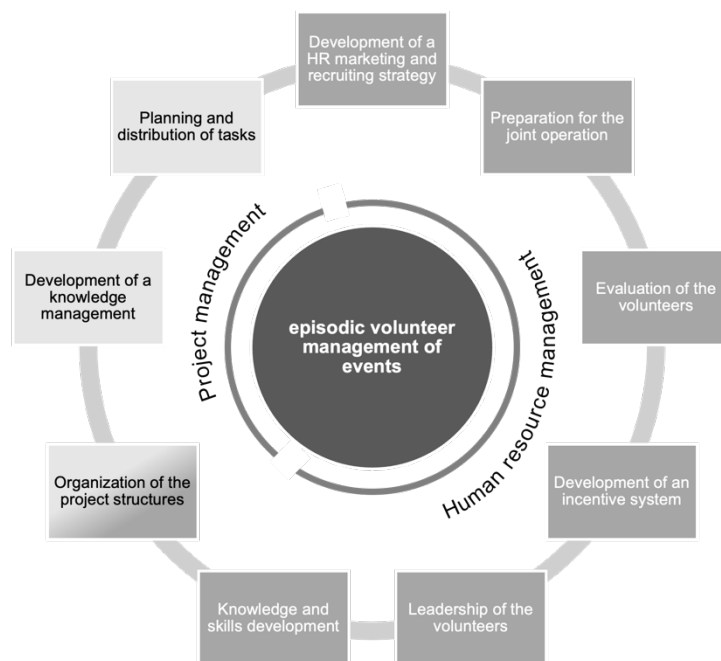 Development of a
HR marketing and
recruiting strategy
Planning and
distribution of tasks
Preparation for the
joint operation
Project management
Human resource management
Development of a
knowledge management
episodic volunteer
management of
events
Evaluation of the
volunteers
Organization of the
project structures
Development of an
incentive system
Knowledge and
skills development
Leadership of the
volunteers